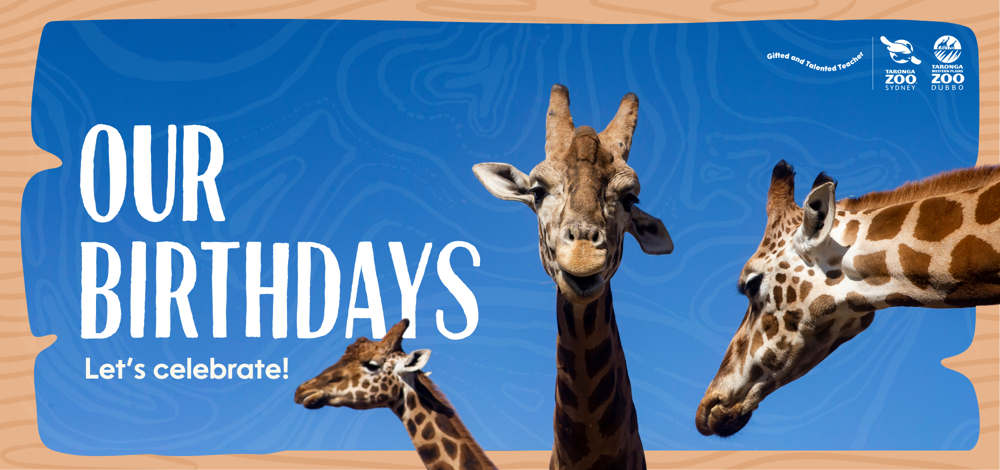 Gifted and Talented Teacher
TARONGA
ZOO
SYDNEY
TARONGA
WESTERN PLAINS
ZOO
DUBBO
OUR
BIRTHDAYS
Let's celebrate!